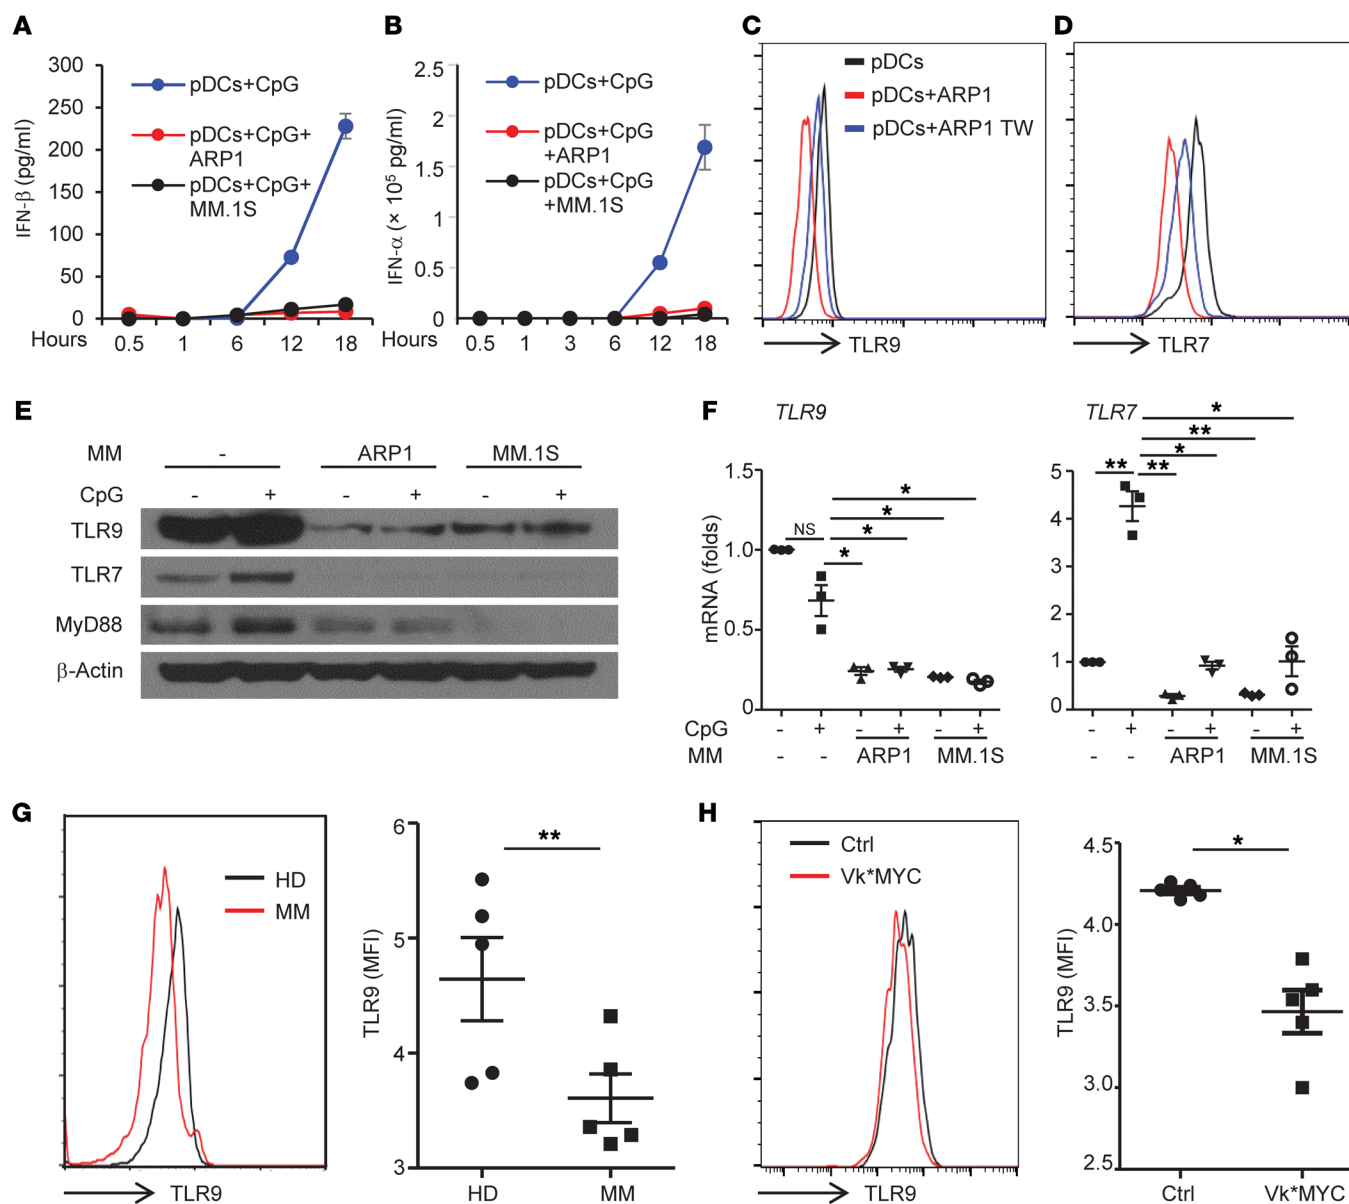 A
300
250
200
150
100
50
0
IFN-β (pg/ml)
pDCs+CpG
pDCs+CpG+
ARP1
pDCs+CpG+
MM.1S
Hours
0.5 1 6 12 18
B
2.5
2
1.5
1
0.5
0
IFN-α (× 10⁵ pg/ml)
pDCs+CpG
pDCs+CpG
+ARP1
pDCs+CpG
+MM.1S
Hours
0.5 1 3 6 12 18
C
pDCs
pDCs+ARP1
pDCs+ARP1 TW
TLR9
D
TLR7
E
MM - ARP1 MM.1S
CpG - + - + - +
TLR9
TLR7
MyD88
β-Actin
F
TLR9
1.5
1.0
0.5
0
mRNA (folds)
NS * * * *
CpG - + - + - +
MM - - ARP1 MM.1S
TLR7
5
4
3
2
1
0
** ** * ** *
- + - + - +
- - ARP1 MM.1S
G
HD
MM
TLR9
6
5
4
3
TLR9 (MFI)
**
HD MM
H
Ctrl
Vk*MYC
TLR9
4.5
4.0
3.5
3.0
2.5
TLR9 (MFI)
*
Ctrl Vk*MYC